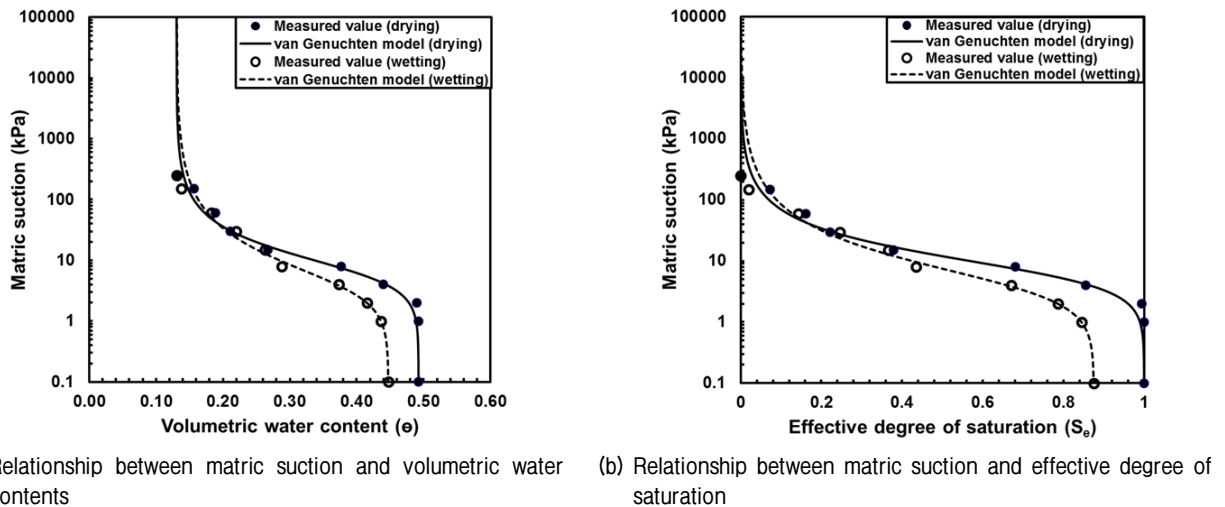 100000
10000
1000
100
10
1
0.1
Matric suction (kPa)
Measured value (drying)
van Genuchten model (drying)
Measured value (wetting)
van Genuchten model (wetting)
0.00 0.10 0.20 0.30 0.40 0.50 0.60
Volumetric water content (ɵ)
100000
10000
1000
100
10
1
0.1
Matric suction (kPa)
Measured value (drying)
van Genuchten model (drying)
Measured value (wetting)
van Genuchten model (wetting)
0 0.2 0.4 0.6 0.8 1
Effective degree of saturation (Sₑ)
elationship between matric suction and volumetric water
ontents
(b) Relationship between matric suction and effective degree of
saturation